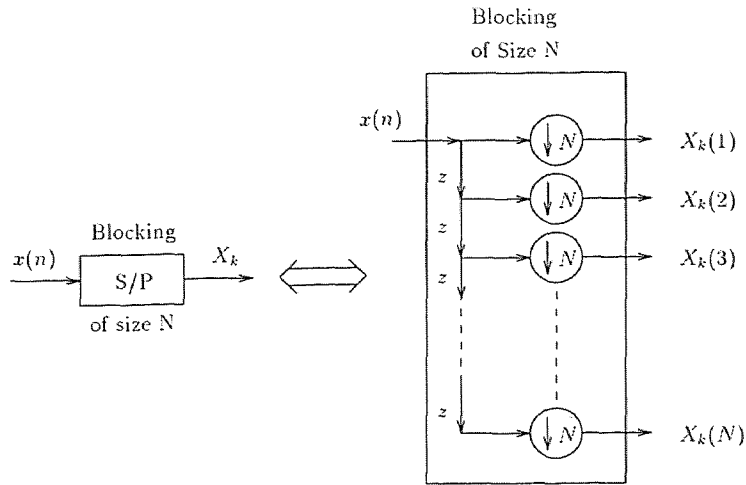 Blocking
of Size N
x(n)
N
X_k(1)
z
N
X_k(2)
z
N
X_k(3)
z
Blocking
x(n)
S/P
X_k
of size N
z
N
X_k(N)